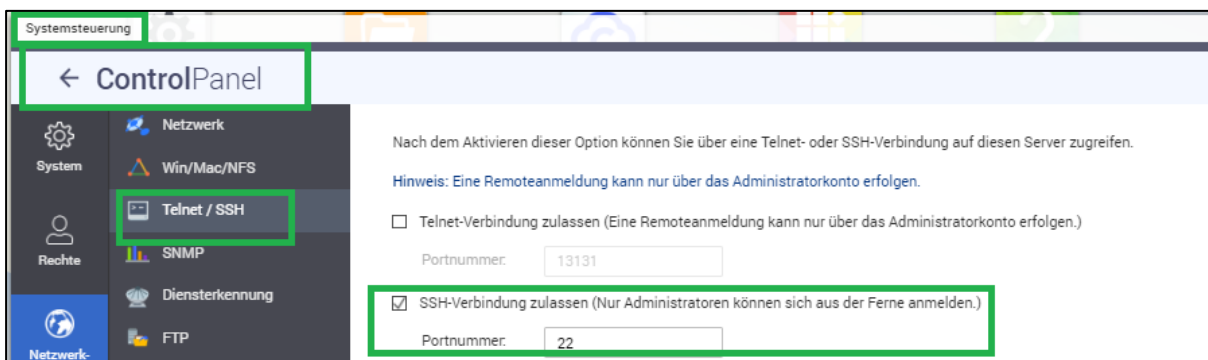 Systemsteuerung
← ControlPanel
System
Rechte
Netzwerk-
Netzwerk
Win/Mac/NFS
Telnet / SSH
SNMP
Diensterkennung
FTP
Nach dem Aktivieren dieser Option können Sie über eine Telnet- oder SSH-Verbindung auf diesen Server zugreifen.
Hinweis: Eine Remoteanmeldung kann nur über das Administratorkonto erfolgen.
Telnet-Verbindung zulassen (Eine Remoteanmeldung kann nur über das Administratorkonto erfolgen.)
Portnummer: 13131
SSH-Verbindung zulassen (Nur Administratoren können sich aus der Ferne anmelden.)
Portnummer: 22